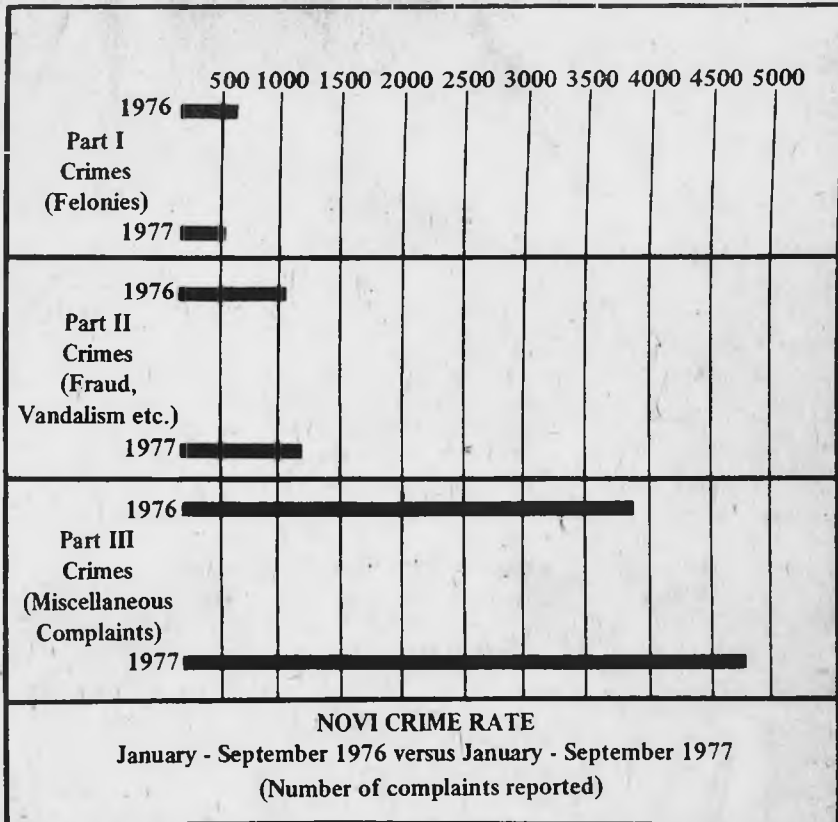 500 1000 1500 2000 2500 3000 3500 4000 4500 5000
1976
Part I
Crimes
(Felonies)
1977
1976
Part II
Crimes
(Fraud,
Vandalism etc.)
1977
1976
Part III
Crimes
(Miscellaneous
Complaints)
1977
NOVI CRIME RATE
January - September 1976 versus January - September 1977
(Number of complaints reported)